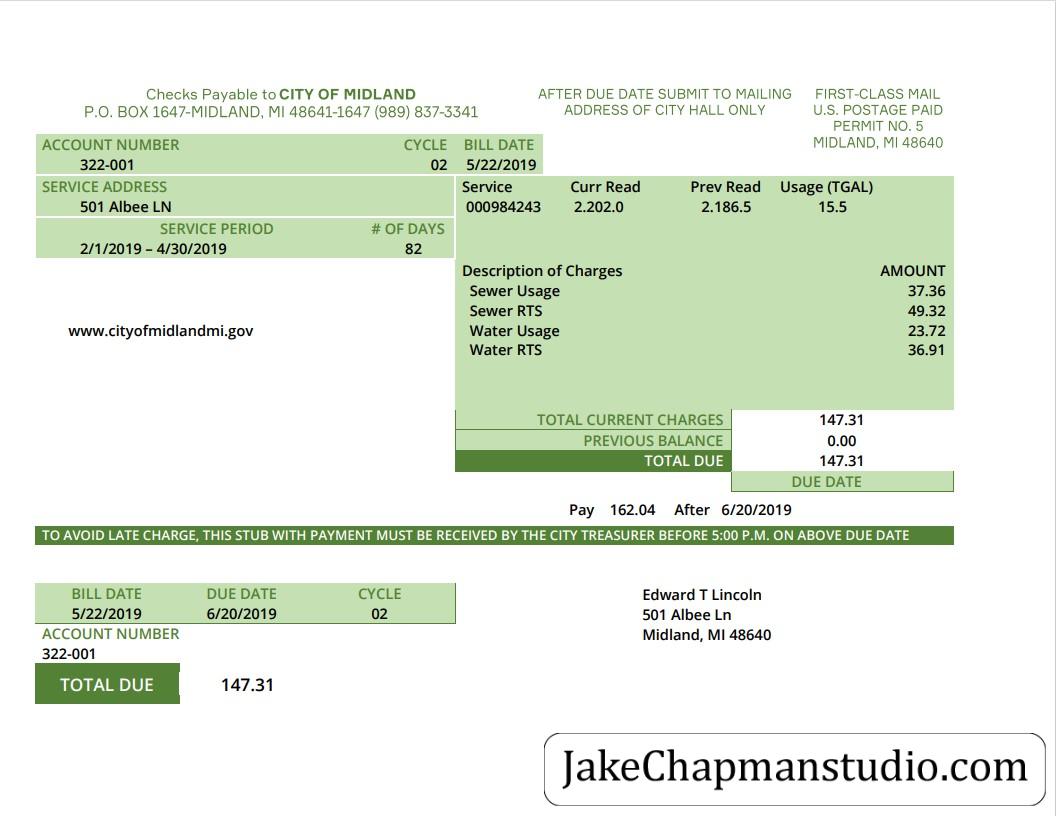 Checks Payable to CITY OF MIDLAND
P.O. BOX 1647-MIDLAND, MI 48641-1647 (989) 837-3341
AFTER DUE DATE SUBMIT TO MAILING
ADDRESS OF CITY HALL ONLY
FIRST-CLASS MAIL
U.S. POSTAGE PAID
PERMIT NO. 5
MIDLAND, MI 48640
ACCOUNT NUMBER CYCLE BILL DATE
322-001 02 5/22/2019
SERVICE ADDRESS
501 Albee LN
SERVICE PERIOD # OF DAYS
2/1/2019 – 4/30/2019 82
www.cityofmidlandmi.gov
Service Curr Read Prev Read Usage (TGAL)
000984243 2.202.0 2.186.5 15.5
Description of Charges AMOUNT
Sewer Usage 37.36
Sewer RTS 49.32
Water Usage 23.72
Water RTS 36.91
TOTAL CURRENT CHARGES 147.31
PREVIOUS BALANCE 0.00
TOTAL DUE 147.31
DUE DATE
Pay 162.04 After 6/20/2019
TO AVOID LATE CHARGE, THIS STUB WITH PAYMENT MUST BE RECEIVED BY THE CITY TREASURER BEFORE 5:00 P.M. ON ABOVE DUE DATE
BILL DATE DUE DATE CYCLE
5/22/2019 6/20/2019 02
ACCOUNT NUMBER
322-001
TOTAL DUE 147.31
Edward T Lincoln
501 Albee Ln
Midland, MI 48640
JakeChapmanstudio.com